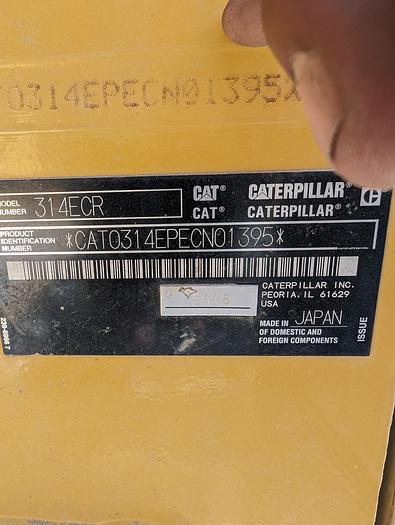 0314EPECN01395*
MODEL NUMBER 314ECR
CAT® CATERPILLAR®
CAT® CATERPILLAR®
PRODUCT IDENTIFICATION NUMBER *CAT0314EPECN01395*
CATERPILLAR INC.
PEORIA, IL 61629
USA
MADE IN JAPAN
OF DOMESTIC AND
FOREIGN COMPONENTS
ISSUE